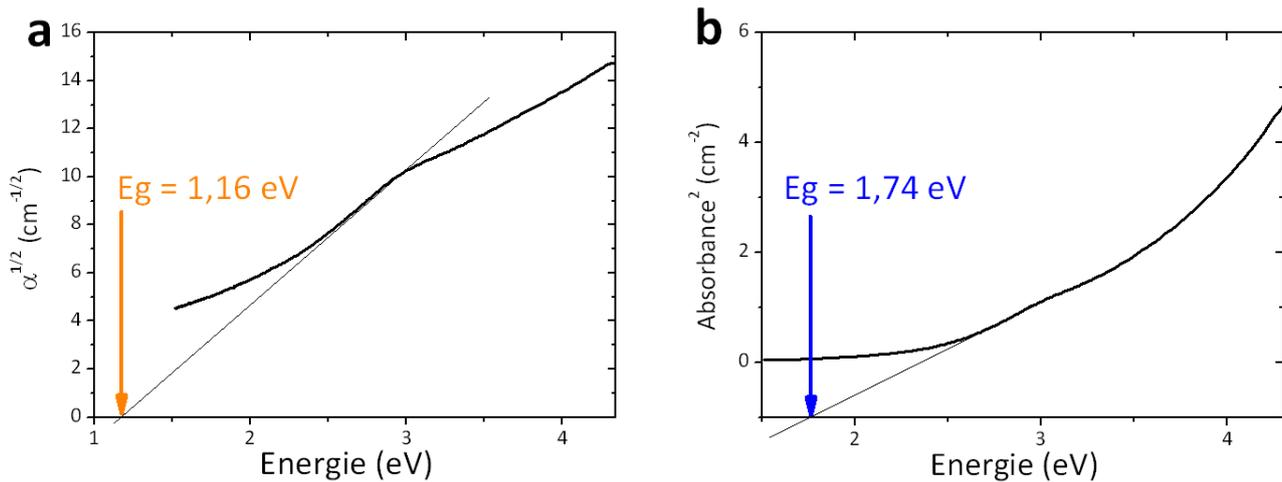 a
16
14
12
10
8
6
4
2
0
α^1/2 (cm^-1/2)
Eg = 1,16 eV
1 2 3 4
Energie (eV)
b
6
4
2
0
Absorbance^2 (cm^-2)
Eg = 1,74 eV
2 3 4
Energie (eV)